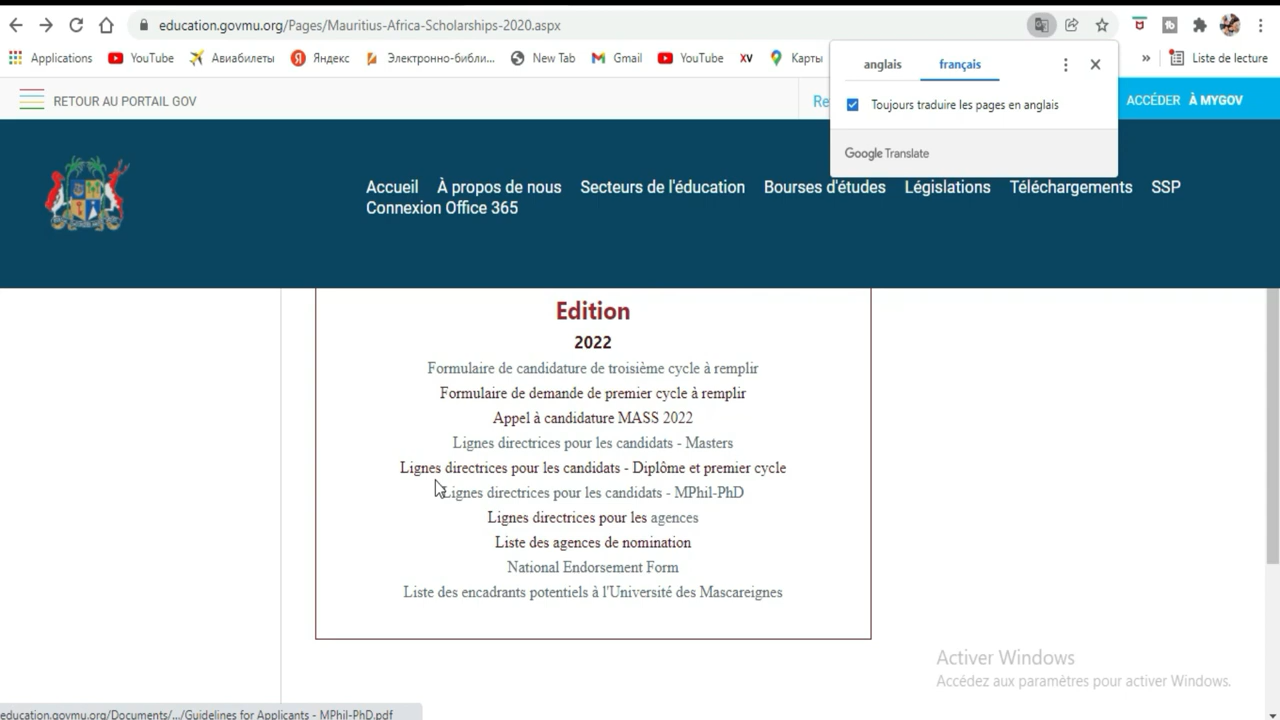 education.govmu.org/Pages/Mauritius-Africa-Scholarships-2020.aspx
Applications YouTube Авиабилеты Яндекс Электронно-библи... New Tab Gmail YouTube XV Карты » Liste de lecture
anglais français
Toujours traduire les pages en anglais
Google Translate
RETOUR AU PORTAIL GOV Re ACCÉDER À MYGOV
Accueil À propos de nous Secteurs de l'éducation Bourses d'études Législations Téléchargements SSP
Connexion Office 365
Edition
2022
Formulaire de candidature de troisième cycle à remplir
Formulaire de demande de premier cycle à remplir
Appel à candidature MASS 2022
Lignes directrices pour les candidats - Masters
Lignes directrices pour les candidats - Diplôme et premier cycle
Lignes directrices pour les candidats - MPhil-PhD
Lignes directrices pour les agences
Liste des agences de nomination
National Endorsement Form
Liste des encadrants potentiels à l'Université des Mascareignes
Activer Windows
Accédez aux paramètres pour activer Windows.
education.govmu.org/Documents/.../Guidelines for Applicants - MPhil-PhD.pdf